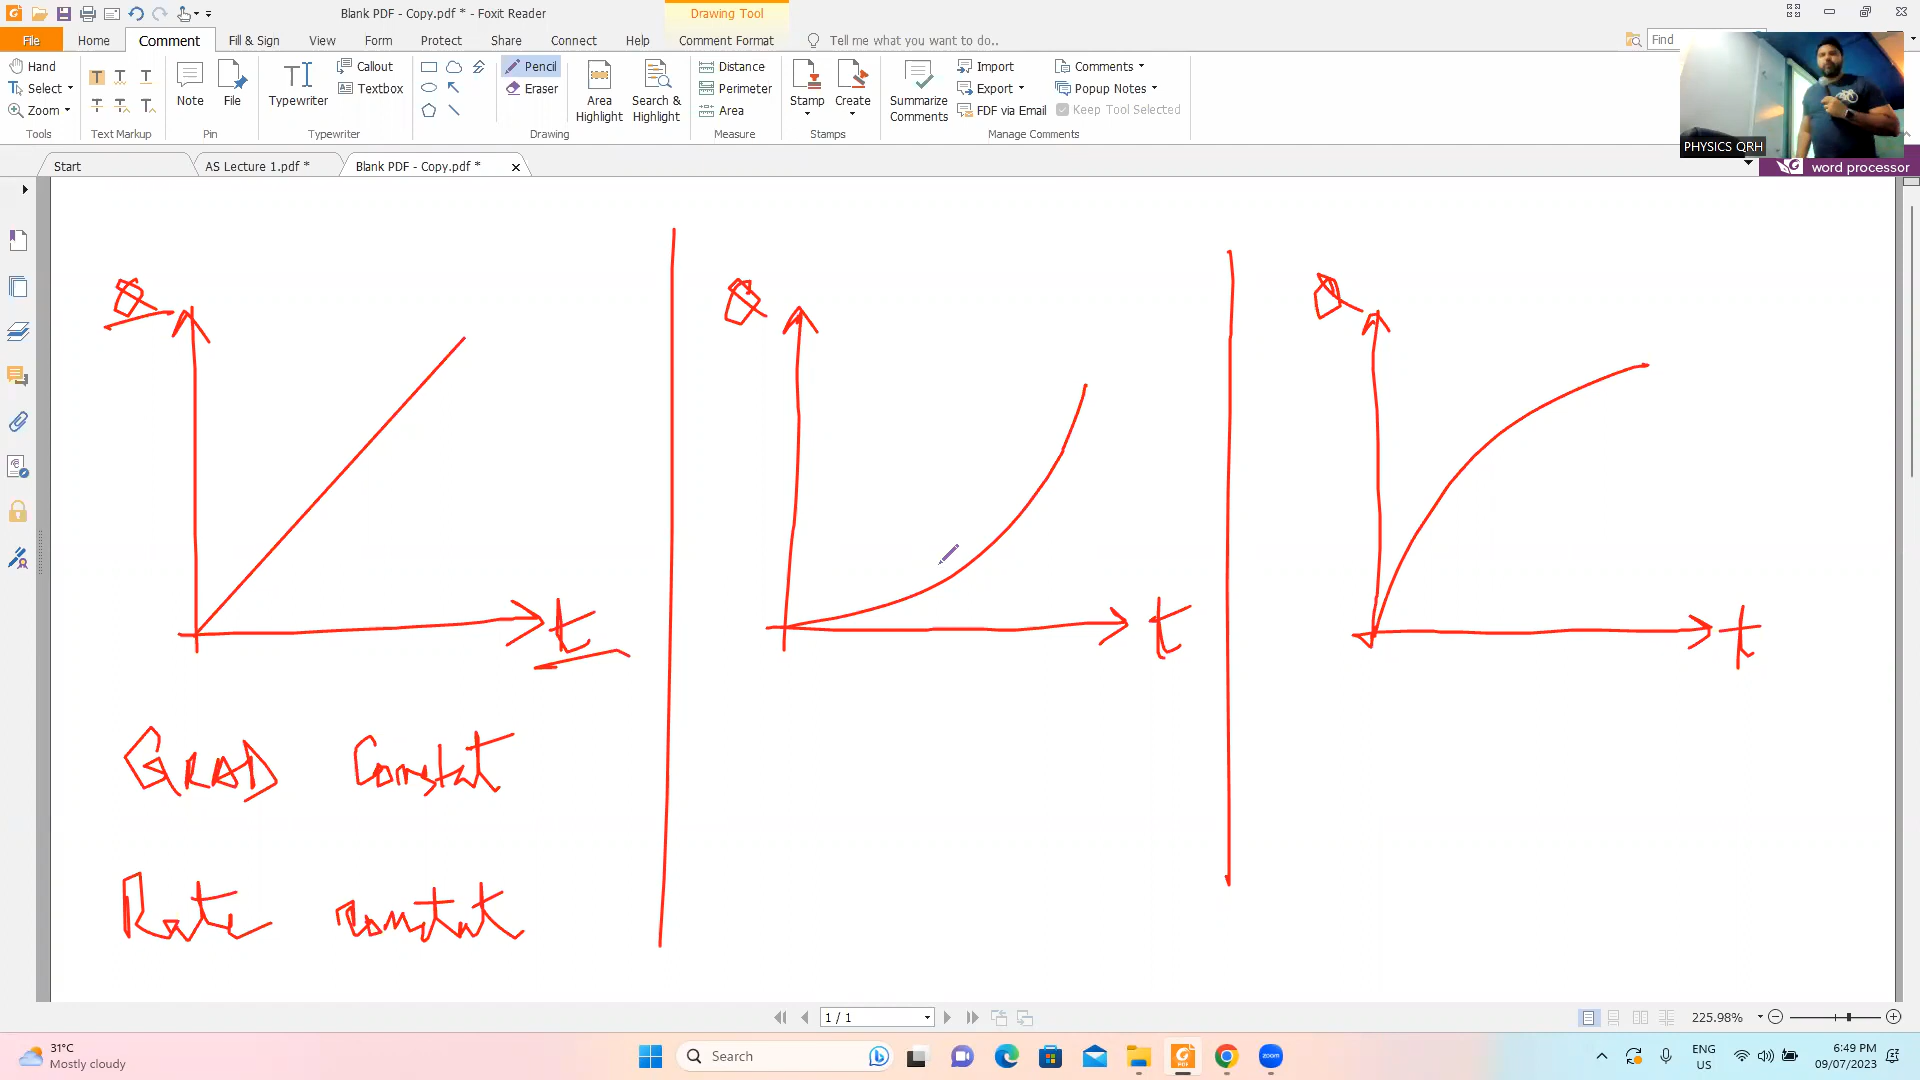 Blank PDF - Copy.pdf * - Foxit Reader
Drawing Tool
File Home Comment Fill & Sign View Form Protect Share Connect Help Comment Format Tell me what you want to do.. Find
Hand
Select
Zoom
Tools
Text Markup
Note
File
Pin
Typewriter
Callout
Textbox
Typewriter
Pencil
Eraser
Drawing
Area Highlight
Search & Highlight
Distance
Perimeter
Area
Measure
Stamp
Create
Stamps
Summarize Comments
Import
Export
FDF via Email
Comments
Popup Notes
Keep Tool Selected
Manage Comments
PHYSICS QRH
word processor
Start
AS Lecture 1.pdf *
Blank PDF - Copy.pdf *
Q Q Q
t t t
GRAD Constat
Rate constat
1 / 1
225.98%
31°C
Mostly cloudy
Search
zoom
ENG
US
6:49 PM
09/07/2023